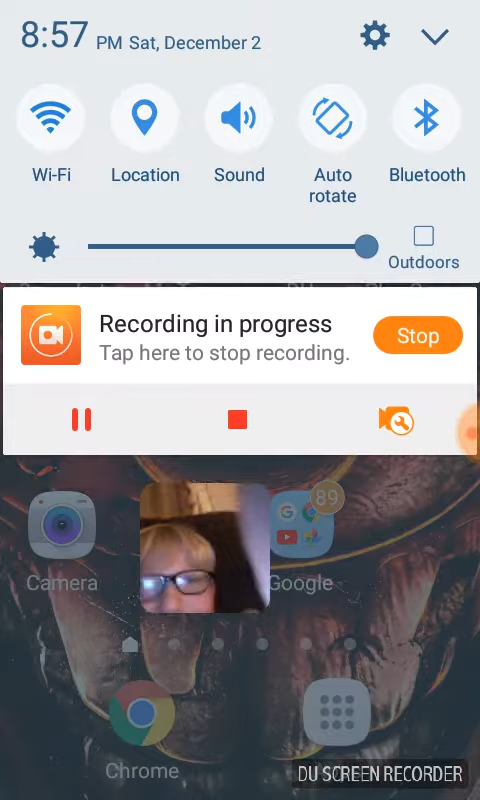 8:57 PM Sat, December 2
Wi-Fi
Location
Sound
Auto
rotate
Bluetooth
Outdoors
Recording in progress
Tap here to stop recording.
Stop
89
Camera
Google
Chrome
DU SCREEN RECORDER